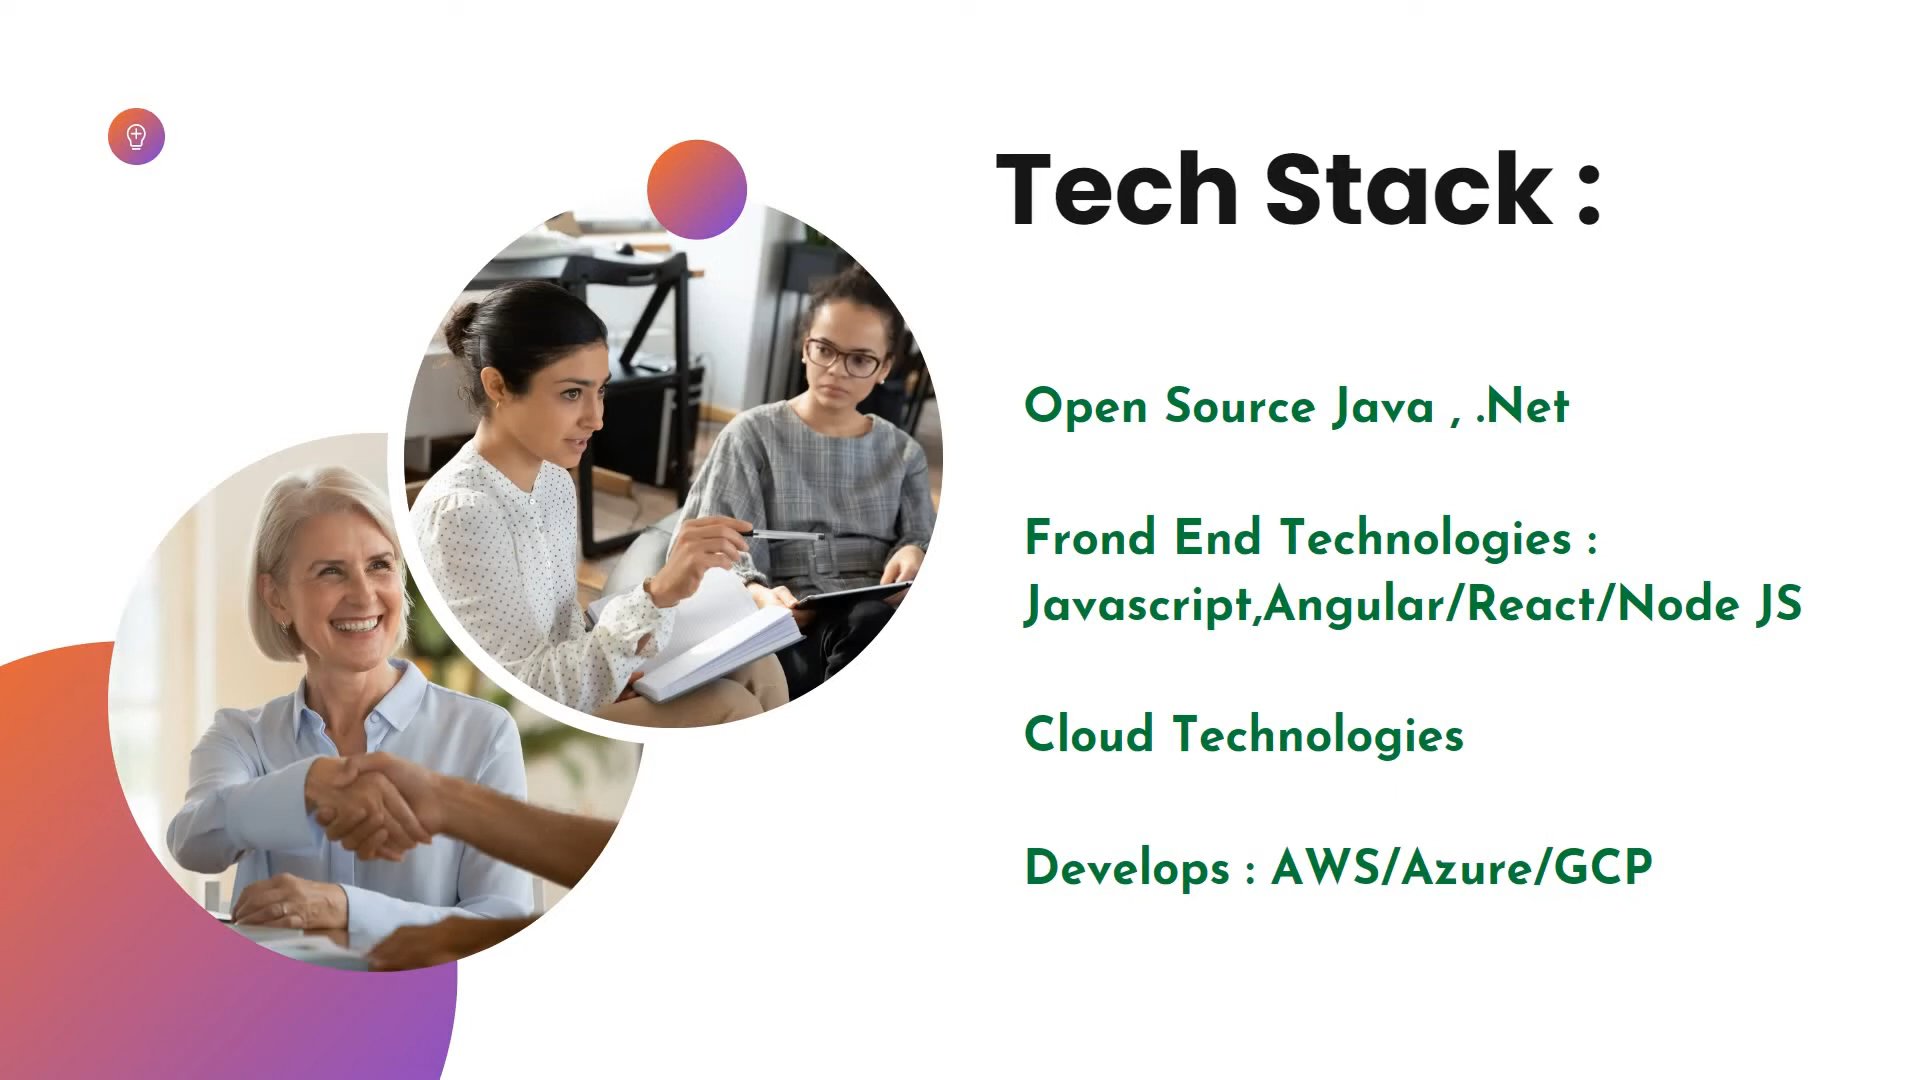 Tech Stack :
Open Source Java , .Net
Frond End Technologies :
Javascript,Angular/React/Node JS
Cloud Technologies
Develops : AWS/Azure/GCP